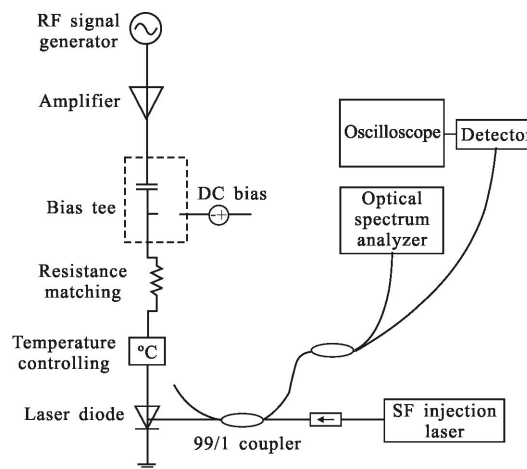 RF signal
generator
Amplifier
Oscilloscope
Detector
Bias tee
DC bias
-+
Optical
spectrum
analyzer
Resistance
matching
Temperature
controlling
ºC
Laser diode
99/1 coupler
SF injection
laser